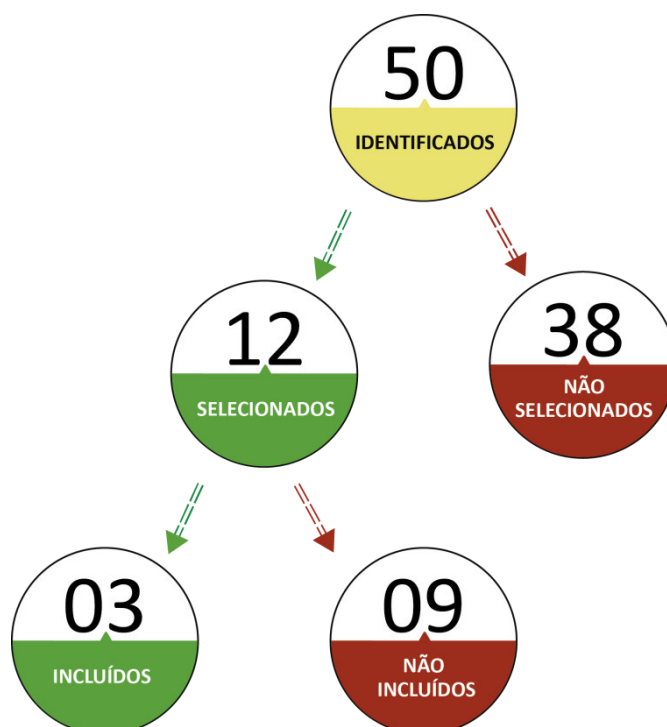 50
IDENTIFICADOS
12
SELECIONADOS
38
NÃO
SELECIONADOS
03
INCLUÍDOS
09
NÃO
INCLUÍDOS